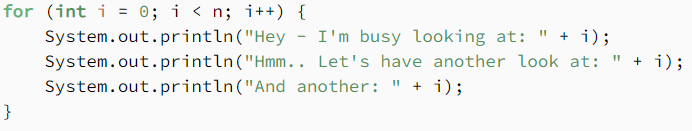 for (int i = 0; i < n; i++) {
    System.out.println("Hey - I'm busy looking at: " + i);
    System.out.println("Hmm.. Let's have another look at: " + i);
    System.out.println("And another: " + i);
}